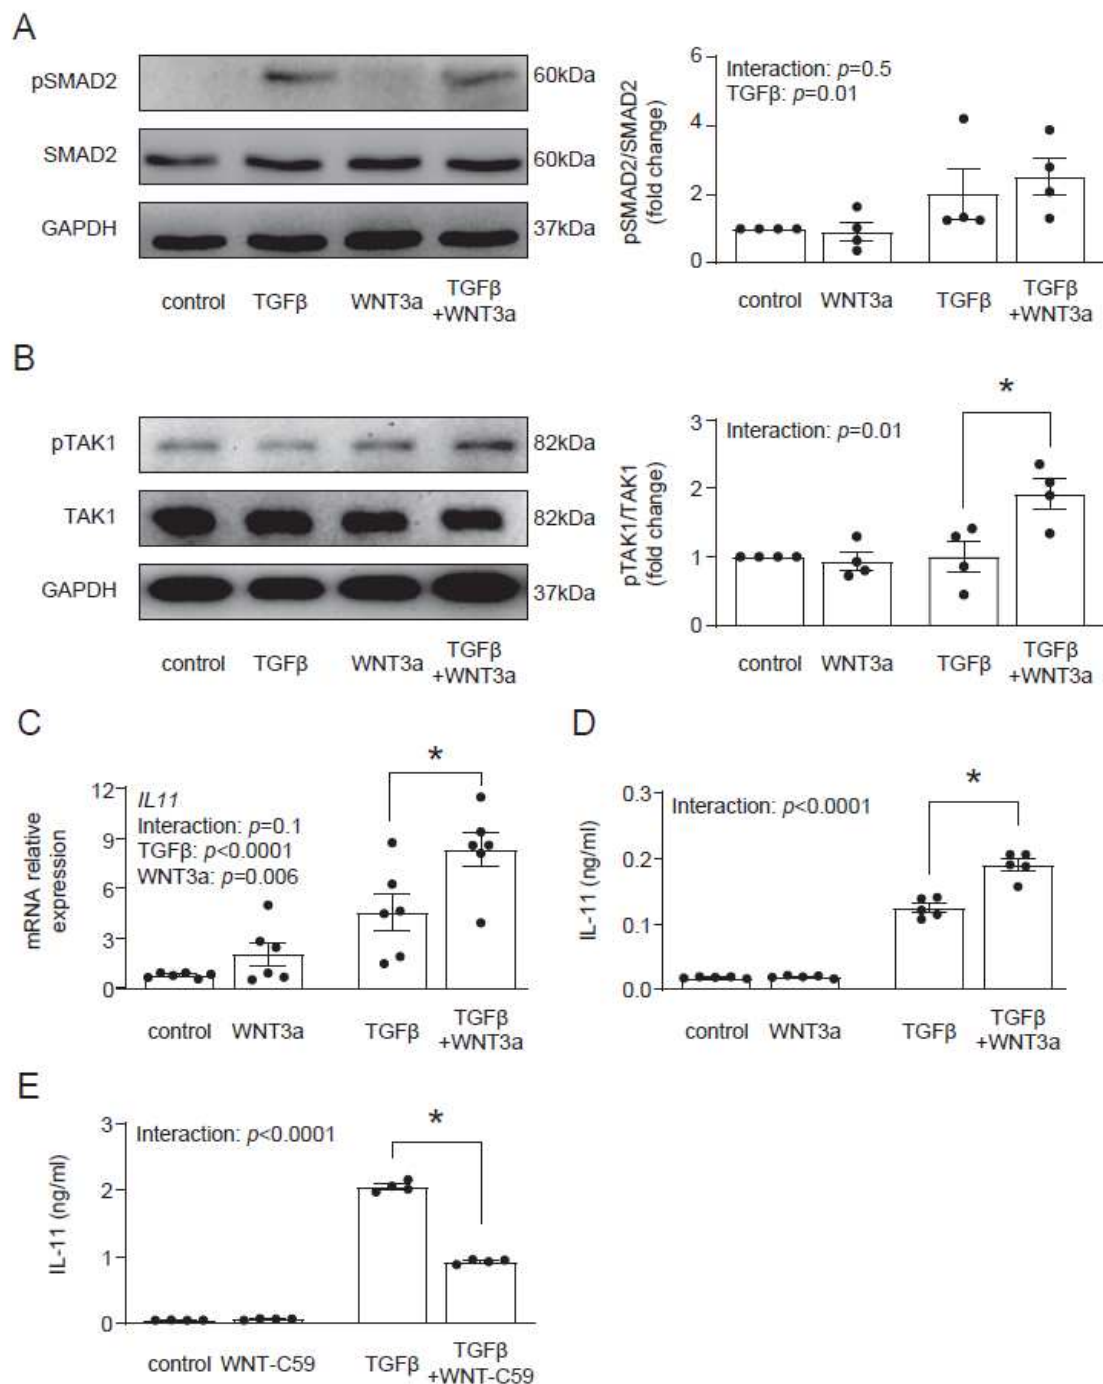 A
pSMAD2
60kDa
SMAD2
60kDa
GAPDH
37kDa
control TGFβ WNT3a TGFβ
+WNT3a
pSMAD2/SMAD2
(fold change)
6
4
2
0
Interaction: p=0.5
TGFβ: p=0.01
control WNT3a TGFβ TGFβ
+WNT3a
B
pTAK1
82kDa
TAK1
82kDa
GAPDH
37kDa
control TGFβ WNT3a TGFβ
+WNT3a
pTAK1/TAK1
(fold change)
3
2
1
0
Interaction: p=0.01
*
control WNT3a TGFβ TGFβ
+WNT3a
C
mRNA relative
expression
12
9
6
3
0
IL11
Interaction: p=0.1
TGFβ: p<0.0001
WNT3a: p=0.006
*
control WNT3a TGFβ TGFβ
+WNT3a
D
IL-11 (ng/ml)
0.3
0.2
0.1
0.0
Interaction: p<0.0001
*
control WNT3a TGFβ TGFβ
+WNT3a
E
IL-11 (ng/ml)
3
2
1
0
Interaction: p<0.0001
*
control WNT-C59 TGFβ TGFβ
+WNT-C59